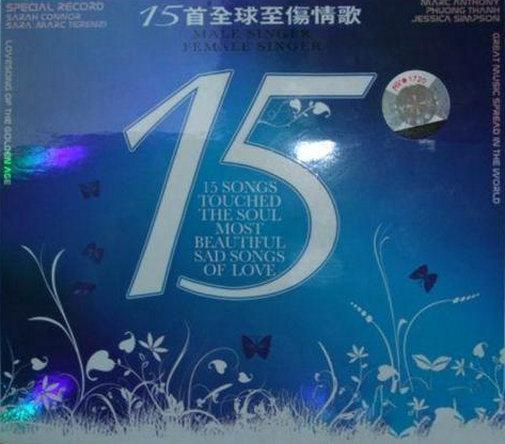 SPECIAL RECORD
SARAH CONNOR
SARA .MARC TERENZI
15首全球至傷情歌
MALE SINGER
FEMALE SINGER
MARC ANTHONY
PHUONG THANH
JESSICA SIMPSON
LOVESONG OF THE GOLDEN AGE
GREAT MUSIC SPREAD IN THE WORLD
15
15 SONGS
TOUCHED
THE SOUL
MOST
BEAUTIFUL
SAD SONGS
OF LOVE